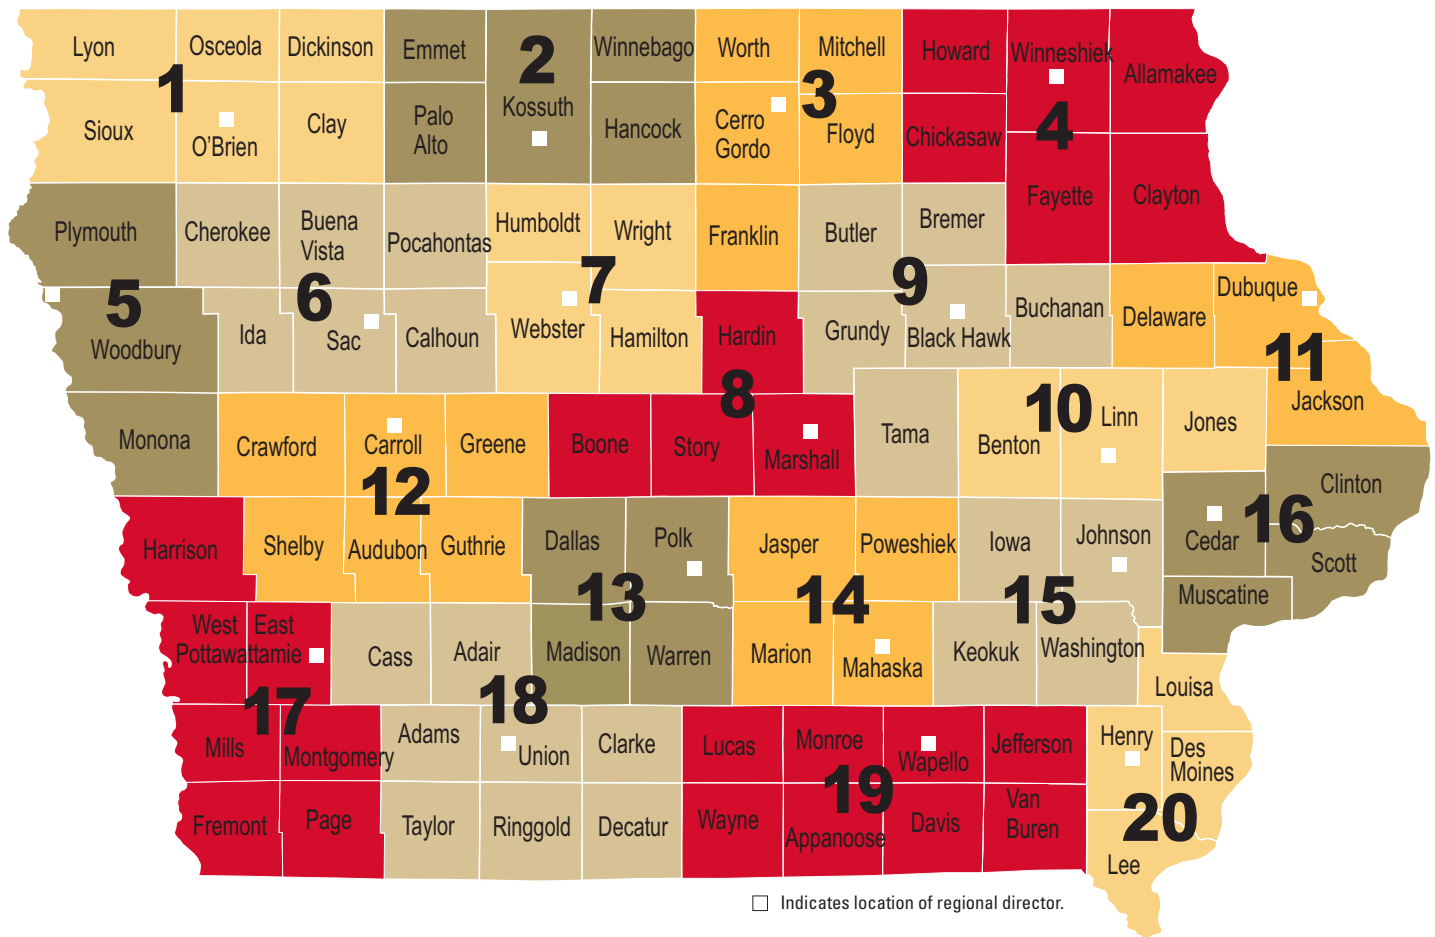 Lyon
Osceola
Dickinson
Emmet
2
Winnebago
Worth
Mitchell
Howard
Winneshiek
Allamakee
1
Kossuth
3
Sioux
O'Brien
Clay
Palo
Alto
Hancock
Cerro
Gordo
Floyd
Chickasaw
4
Fayette
Clayton
Plymouth
Cherokee
Buena
Vista
Pocahontas
Humboldt
Wright
Franklin
Butler
Bremer
5
6
7
9
Woodbury
Ida
Sac
Calhoun
Webster
Hamilton
Hardin
Grundy
Black Hawk
Buchanan
Delaware
Dubuque
11
Jackson
8
Monona
Crawford
Carroll
Greene
Boone
Story
Marshall
Tama
Benton
10
Linn
Jones
12
Clinton
16
Harrison
Shelby
Audubon
Guthrie
Dallas
Polk
Jasper
Poweshiek
Iowa
Johnson
Cedar
Scott
13
14
15
Muscatine
West
East
Pottawattamie
Cass
Adair
Madison
Warren
Marion
Mahaska
Keokuk
Washington
Louisa
17
18
Mills
Montgomery
Adams
Union
Clarke
Lucas
Monroe
Wapello
Jefferson
Henry
Des
Moines
19
20
Fremont
Page
Taylor
Ringgold
Decatur
Wayne
Appanoose
Davis
Van
Buren
Lee
Indicates location of regional director.